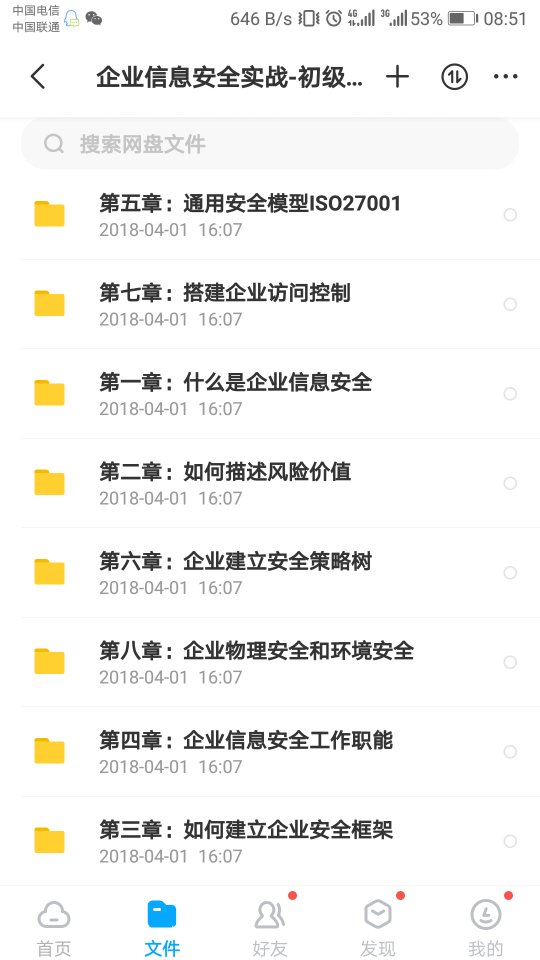 中国电信
中国联通
646 B/s 4G 3G 53% 08:51
企业信息安全实战-初级...
搜索网盘文件
第五章：通用安全模型ISO27001
2018-04-01 16:07
第七章：搭建企业访问控制
2018-04-01 16:07
第一章：什么是企业信息安全
2018-04-01 16:07
第二章：如何描述风险价值
2018-04-01 16:07
第六章：企业建立安全策略树
2018-04-01 16:07
第八章：企业物理安全和环境安全
2018-04-01 16:07
第四章：企业信息安全工作职能
2018-04-01 16:07
第三章：如何建立企业安全框架
2018-04-01 16:07
首页 文件 好友 发现 我的